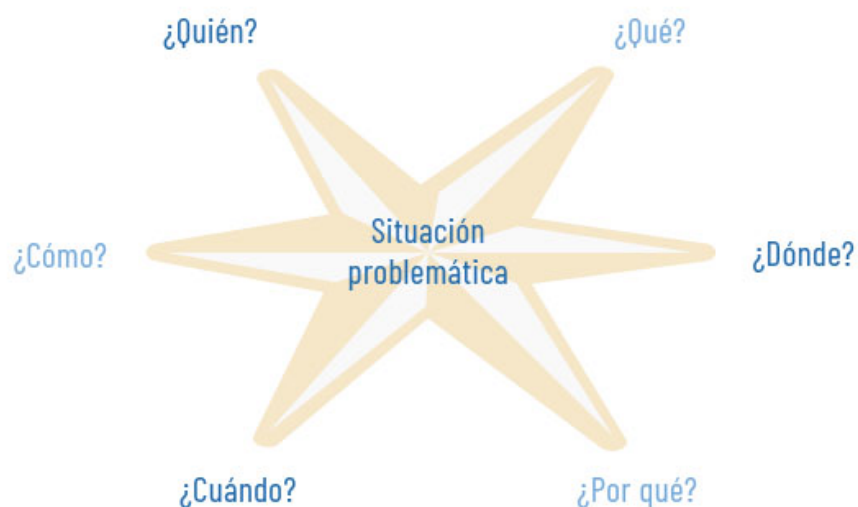 ¿Quién?
¿Qué?
¿Cómo?
Situación
problemática
¿Dónde?
¿Cuándo?
¿Por qué?